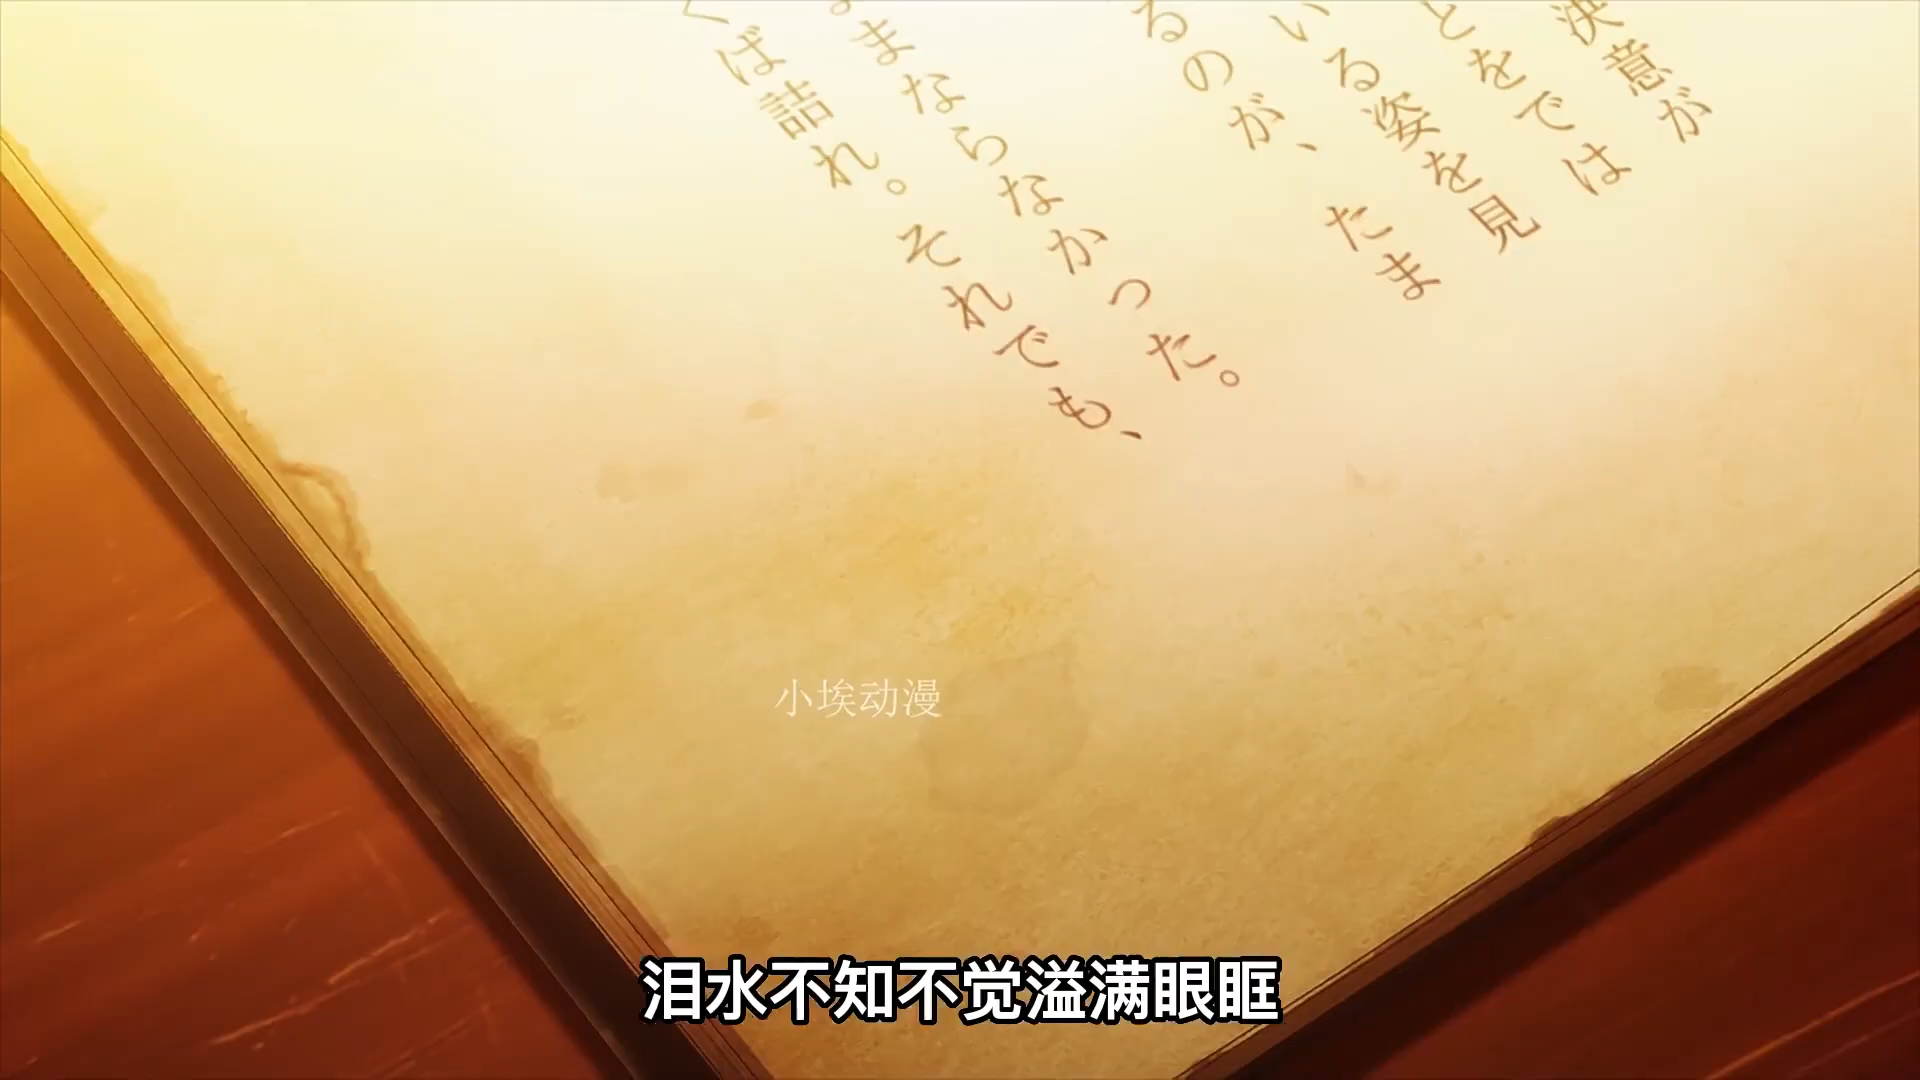 決意が
とをでは
いる姿を見
るのが、たま
まならなかった。
くば詰れ。それでも、
小埃动漫
泪水不知不觉溢满眼眶